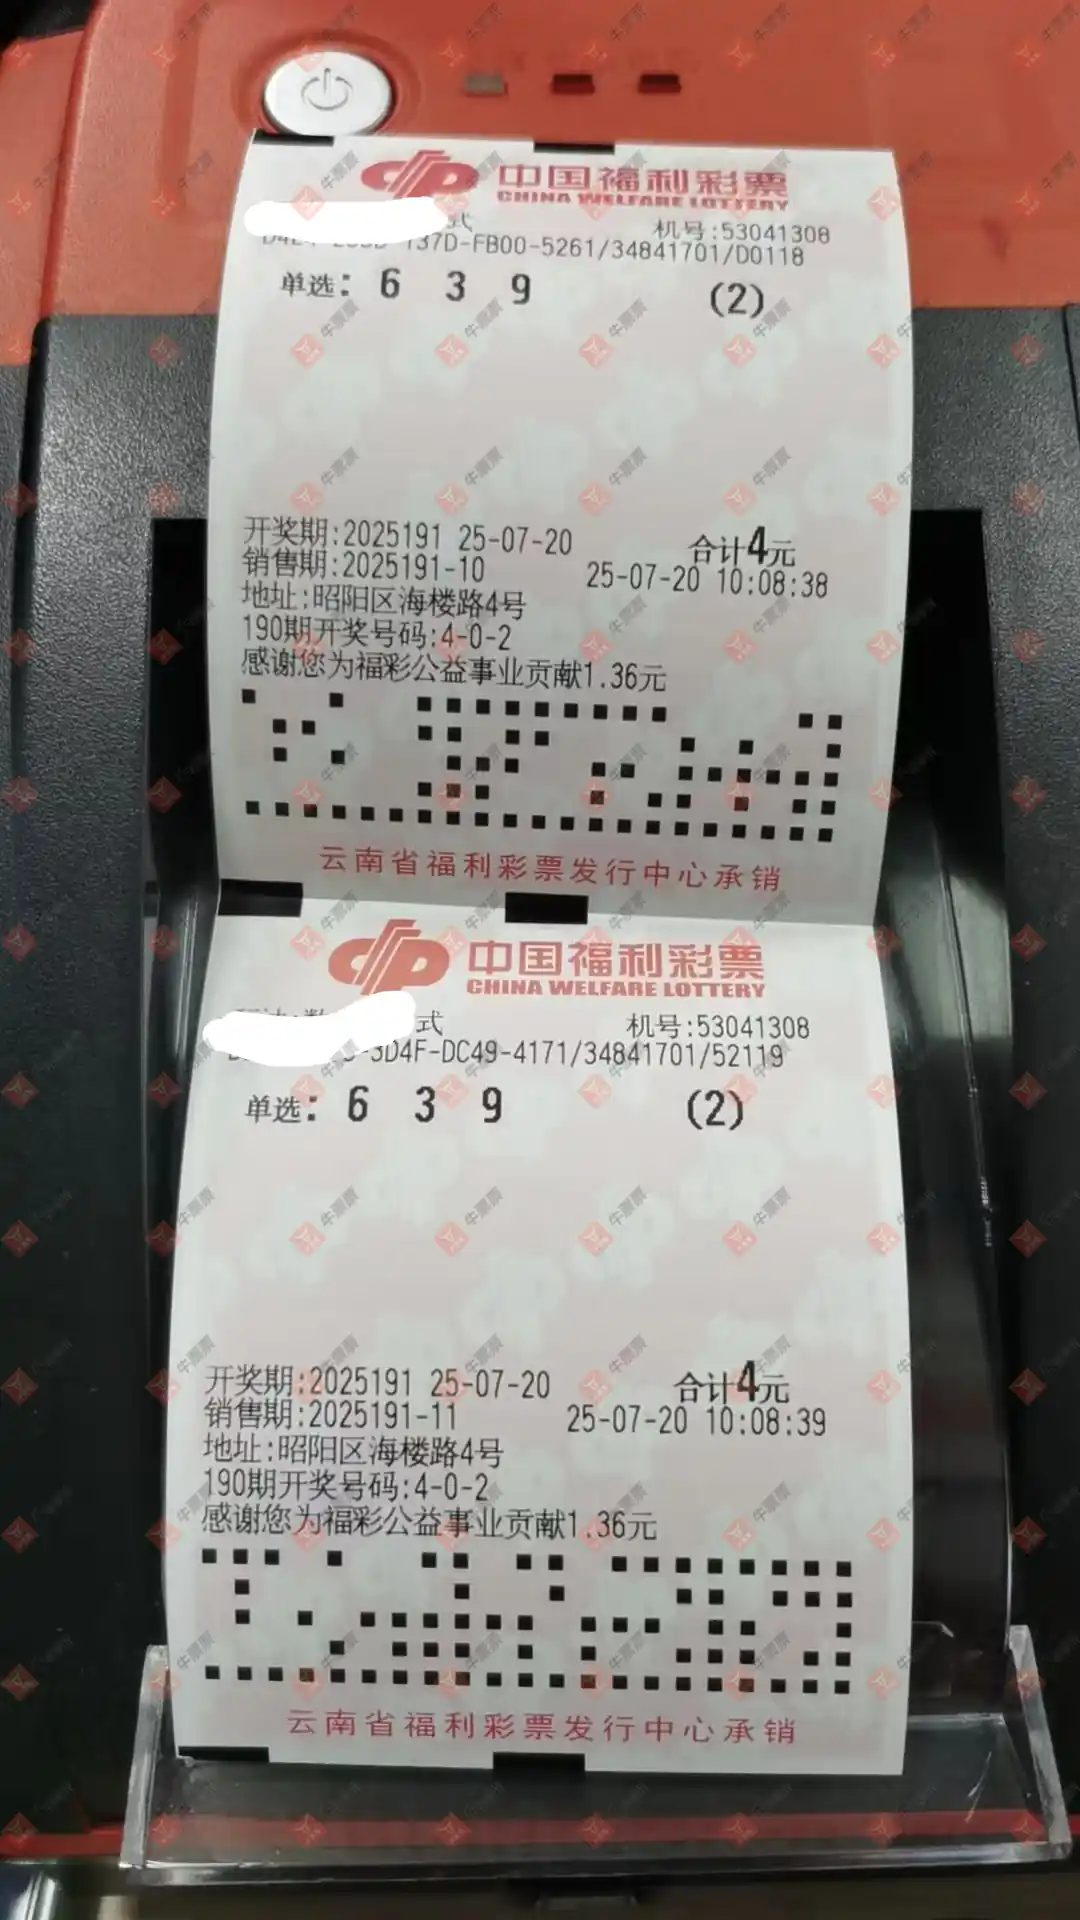 中国福利彩票
CHINA WELFARE LOTTERY
式 机号:53041308
137D-FB00-5261/34841701/D0118
单选: 6 3 9 (2)
开奖期:2025191 25-07-20 合计4元
销售期:2025191-10 25-07-20 10:08:38
地址:昭阳区海楼路4号
190期开奖号码:4-0-2
感谢您为福彩公益事业贡献1.36元
云南省福利彩票发行中心承销
中国福利彩票
CHINA WELFARE LOTTERY
式 机号:53041308
3D4F-DC49-4171/34841701/52119
单选: 6 3 9 (2)
开奖期:2025191 25-07-20 合计4元
销售期:2025191-11 25-07-20 10:08:39
地址:昭阳区海楼路4号
190期开奖号码:4-0-2
感谢您为福彩公益事业贡献1.36元
云南省福利彩票发行中心承销
牛票票